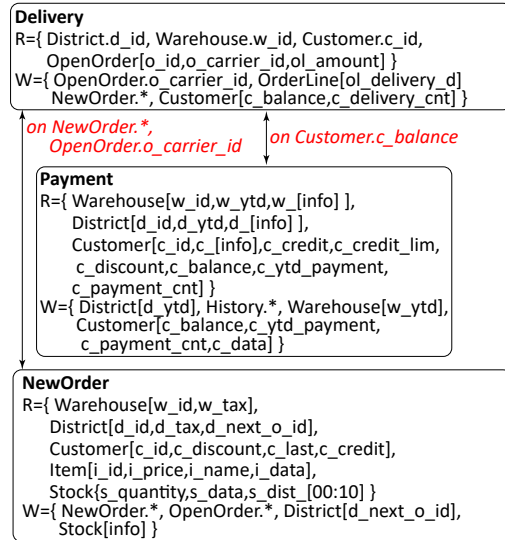 Delivery
R={ District.d_id, Warehouse.w_id, Customer.c_id,
OpenOrder[o_id,o_carrier_id,ol_amount] }
W={ OpenOrder.o_carrier_id, OrderLine[ol_delivery_d]
NewOrder.*, Customer[c_balance,c_delivery_cnt] }
on NewOrder.*,
OpenOrder.o_carrier_id
on Customer.c_balance
Payment
R={ Warehouse[w_id,w_ytd,w_[info] ],
District[d_id,d_ytd,d_[info] ],
Customer[c_id,c_[info],c_credit,c_credit_lim,
c_discount,c_balance,c_ytd_payment,
c_payment_cnt] }
W={ District[d_ytd], History.*, Warehouse[w_ytd],
Customer[c_balance,c_ytd_payment,
c_payment_cnt,c_data] }
NewOrder
R={ Warehouse[w_id,w_tax],
District[d_id,d_tax,d_next_o_id],
Customer[c_id,c_discount,c_last,c_credit],
Item[i_id,i_price,i_name,i_data],
Stock{s_quantity,s_data,s_dist_[00:10] }
W={ NewOrder.*, OpenOrder.*, District[d_next_o_id],
Stock[info] }